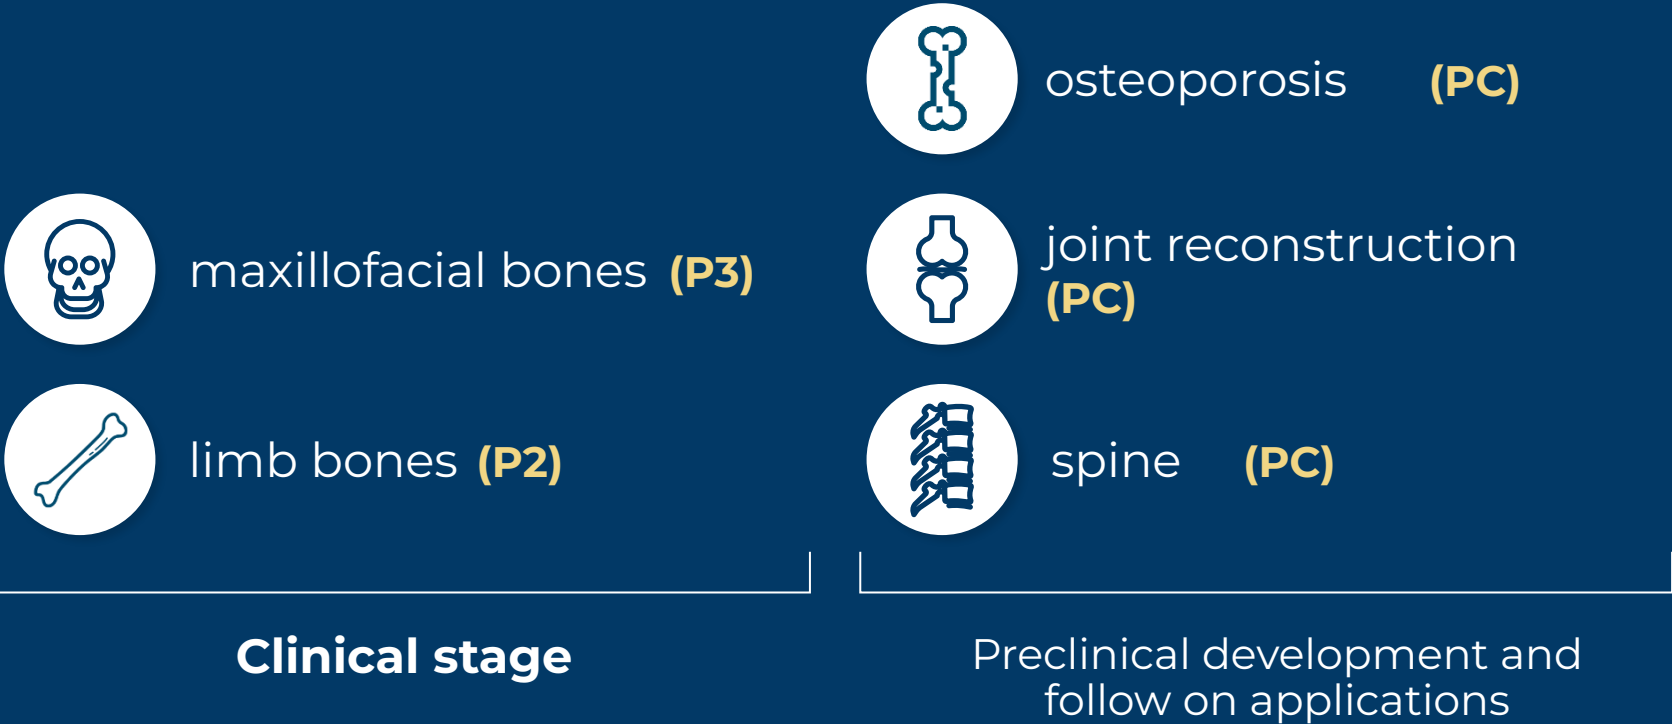 maxillofacial bones (P3)
limb bones (P2)
Clinical stage
osteoporosis (PC)
joint reconstruction
(PC)
spine (PC)
Preclinical development and
follow on applications